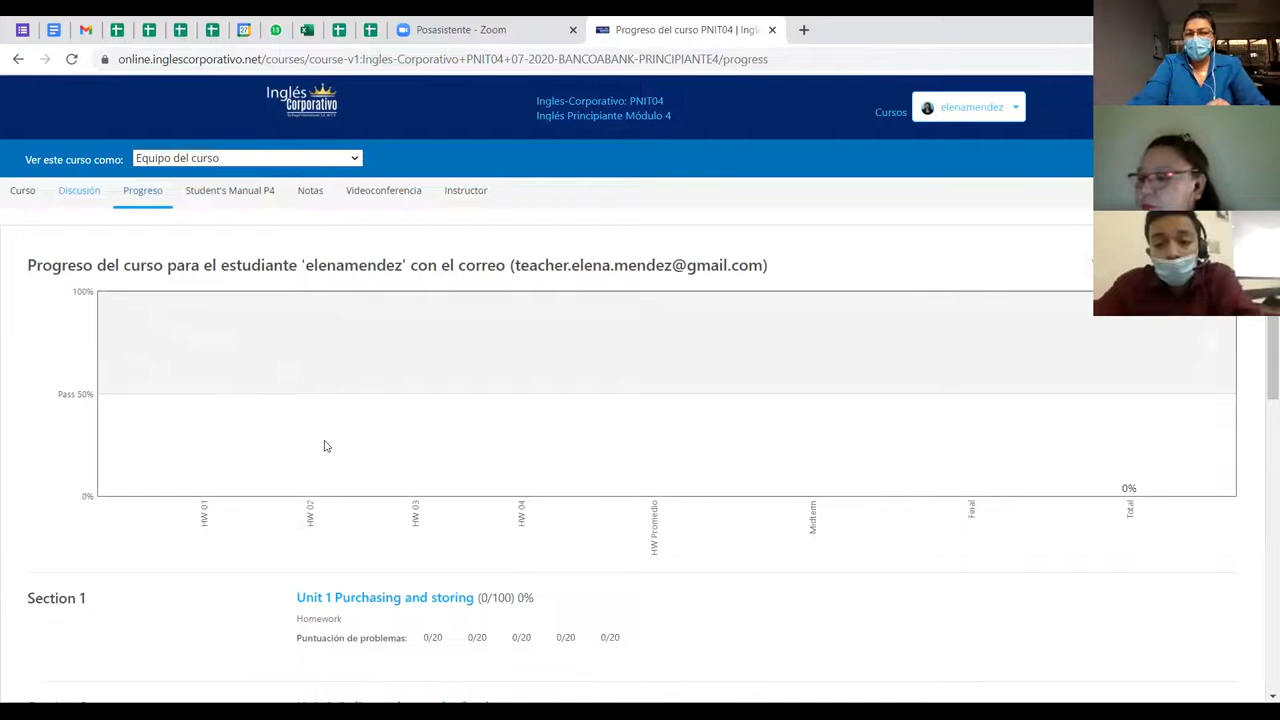 Posasistente - Zoom
Progreso del curso PNIT04 | Ingl
online.inglescorporativo.net/courses/course-v1:Ingles-Corporativo+PNIT04+07-2020-BANCOABANK-PRINCIPIANTE4/progress
Inglés
Corporativo
Ingles-Corporativo: PNIT04
Inglés Principiante Módulo 4
Cursos
elenamendez
Ver este curso como:
Equipo del curso
Curso
Discusión
Progreso
Student's Manual P4
Notas
Videoconferencia
Instructor
Progreso del curso para el estudiante 'elenamendez' con el correo (teacher.elena.mendez@gmail.com)
100%
Pass 50%
0%
0%
HW 01
HW 02
HW 03
HW 04
HW Promedio
Midterm
Final
Total
Section 1
Unit 1 Purchasing and storing (0/100) 0%
Homework
Puntuación de problemas: 0/20 0/20 0/20 0/20 0/20